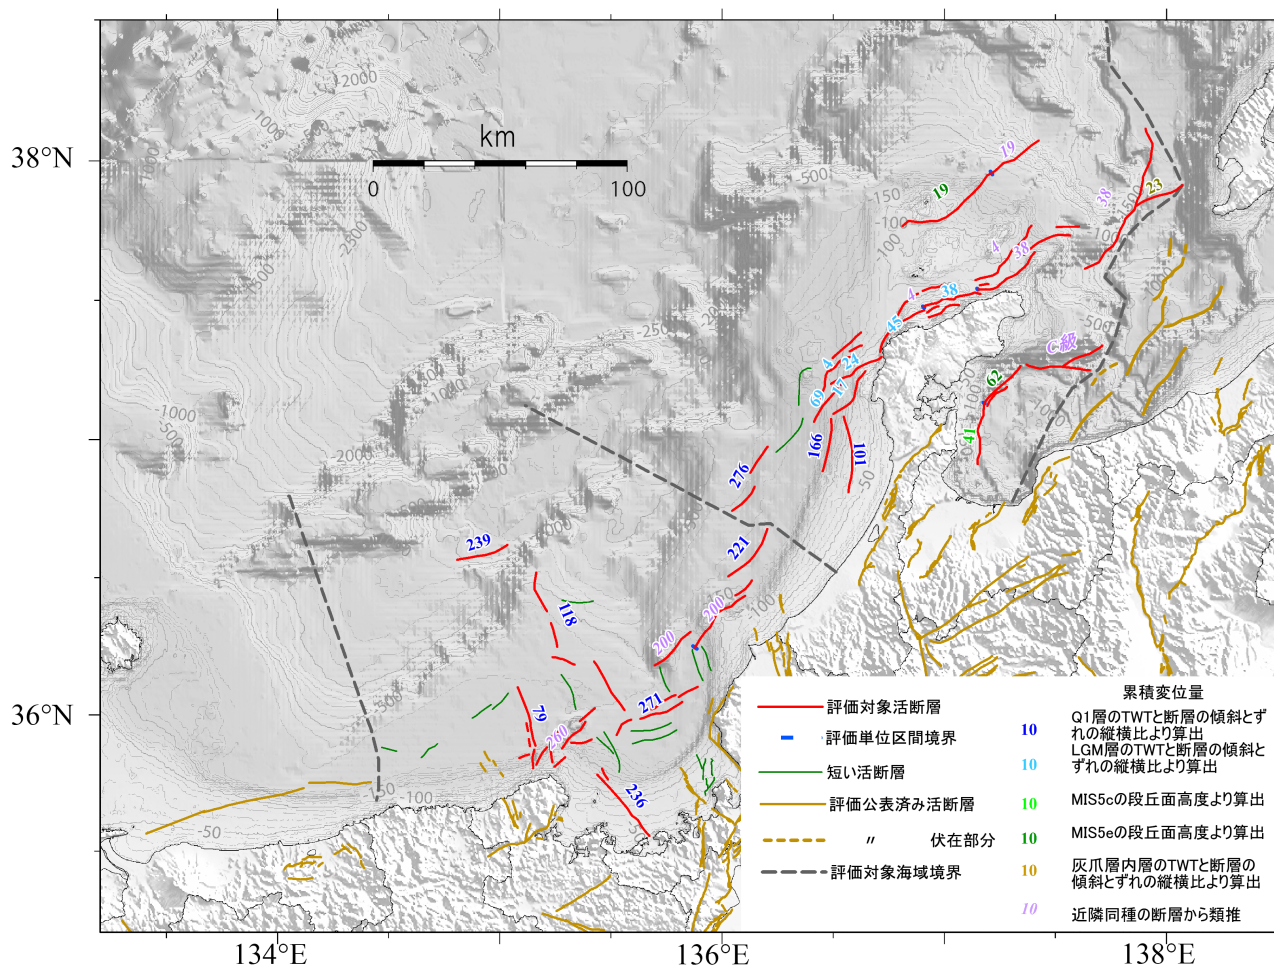 38°N
36°N
134°E
136°E
138°E
km
0
100
-2000
1000
-500
-2500
-1000
-500
-2000
-500
-150
-100
100
19
19
38
23
-100
4
38
4
38
45
4
24
69
17
166
101
-50
276
221
239
118
200
200
100
271
79
260
236
C級
62
41
-500
100
1000
-50
-100
-50
評価対象活断層
評価単位区間境界
短い活断層
評価公表済み活断層
〃 伏在部分
評価対象海域境界
累積変位量
10 Q1層のTWTと断層の傾斜とず
れの縦横比より算出
10 LGM層のTWTと断層の傾斜と
ずれの縦横比より算出
10 MIS5cの段丘面高度より算出
10 MIS5eの段丘面高度より算出
10 灰爪層内層のTWTと断層の
傾斜とずれの縦横比より算出
10 近隣同種の断層から類推